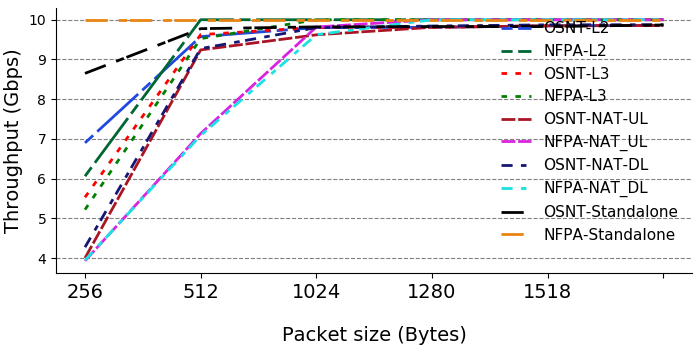 Throughput (Gbps)
10
9
8
7
6
5
4
256 512 1024 1280 1518
Packet size (Bytes)
OSNT-L2
NFPA-L2
OSNT-L3
NFPA-L3
OSNT-NAT-UL
NFPA-NAT_UL
OSNT-NAT-DL
NFPA-NAT_DL
OSNT-Standalone
NFPA-Standalone